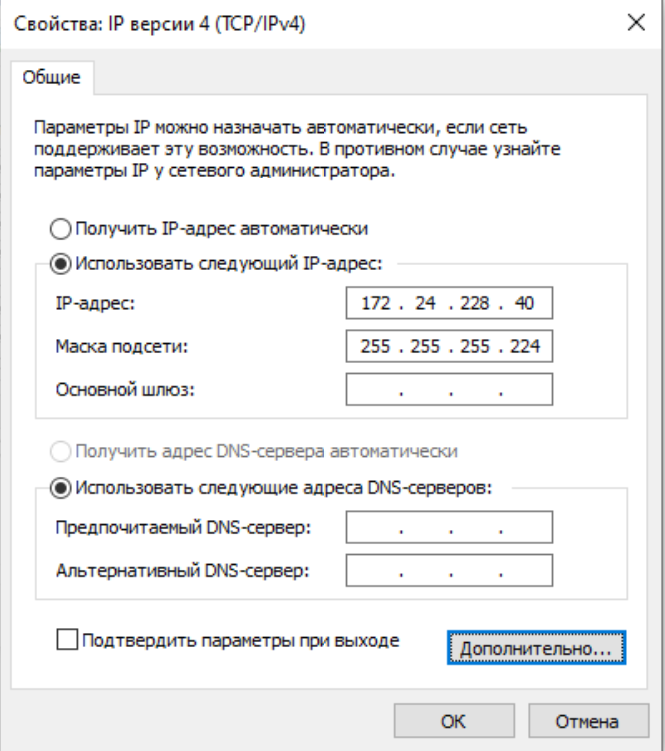 Свойства: IP версии 4 (TCP/IPv4)
Общие
Параметры IP можно назначать автоматически, если сеть
поддерживает эту возможность. В противном случае узнайте
параметры IP у сетевого администратора.
Получить IP-адрес автоматически
Использовать следующий IP-адрес:
IP-адрес: 172 . 24 . 228 . 40
Маска подсети: 255 . 255 . 255 . 224
Основной шлюз: . . .
Получить адрес DNS-сервера автоматически
Использовать следующие адреса DNS-серверов:
Предпочитаемый DNS-сервер: . . .
Альтернативный DNS-сервер: . . .
Подтвердить параметры при выходе
Дополнительно...
ОК Отмена